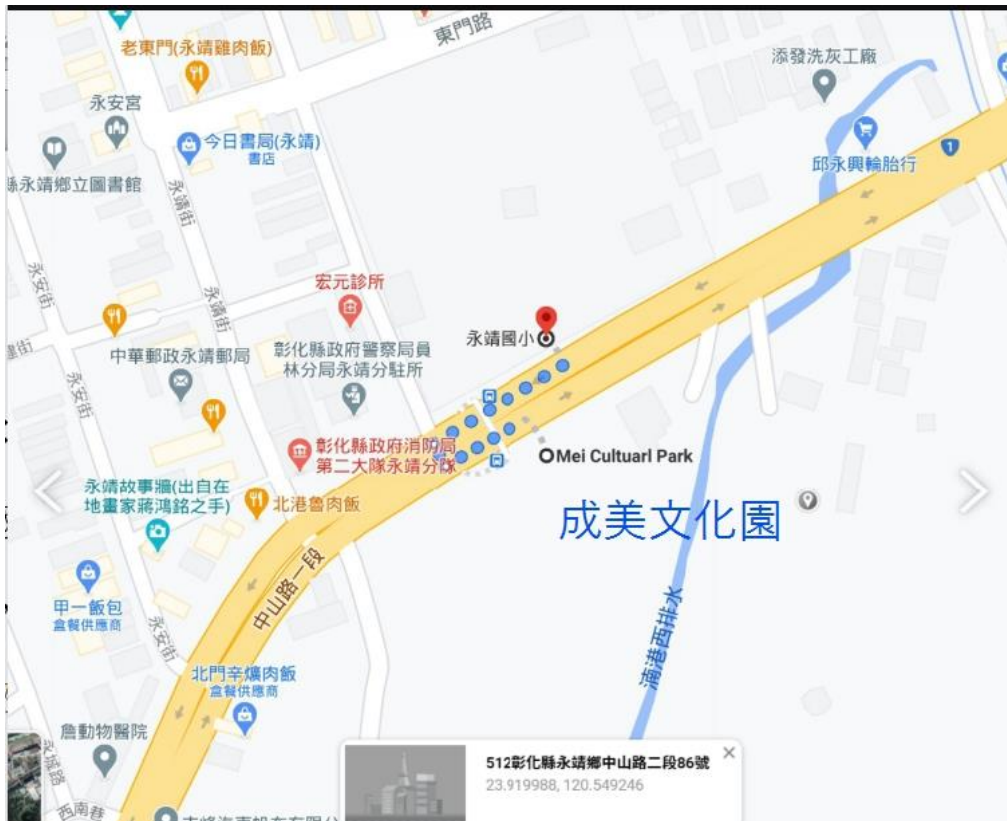 東門路
老東門(永靖雞肉飯)
添發洗灰工廠
永安宮
今日書局(永靖)
書店
邱永興輪胎行
1
縣永靖鄉立圖書館
永靖街
永安街
永靖街
宏元診所
永靖國小
中華郵政永靖郵局
彰化縣政府警察局員
林分局永靖分駐所
永安街
彰化縣政府消防局
第二大隊永靖分隊
Mei Cultuarl Park
永靖故事牆(出自在
地畫家蔣鴻銘之手)
北港魯肉飯
成美文化園
中山路一段
甲一飯包
盒餐供應商
永安街
湳港西排水
北門辛爌肉飯
盒餐供應商
詹動物醫院
永城路
西南巷
512彰化縣永靖鄉中山路二段86號
23.919988, 120.549246